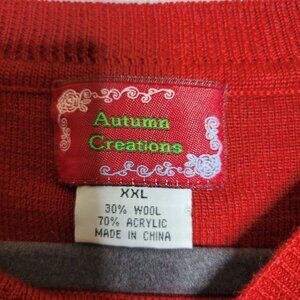 Autumn
Creations
XXL
30% WOOL
70% ACRYLIC
MADE IN CHINA